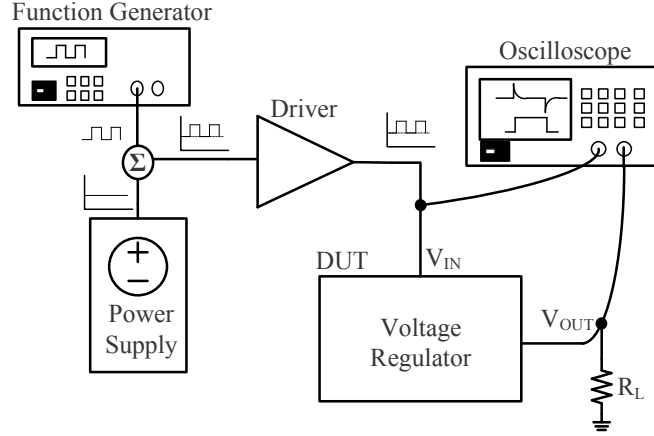 Function Generator
Oscilloscope
Driver
Σ
DUT
V_IN
Power
Supply
Voltage
Regulator
V_OUT
R_L